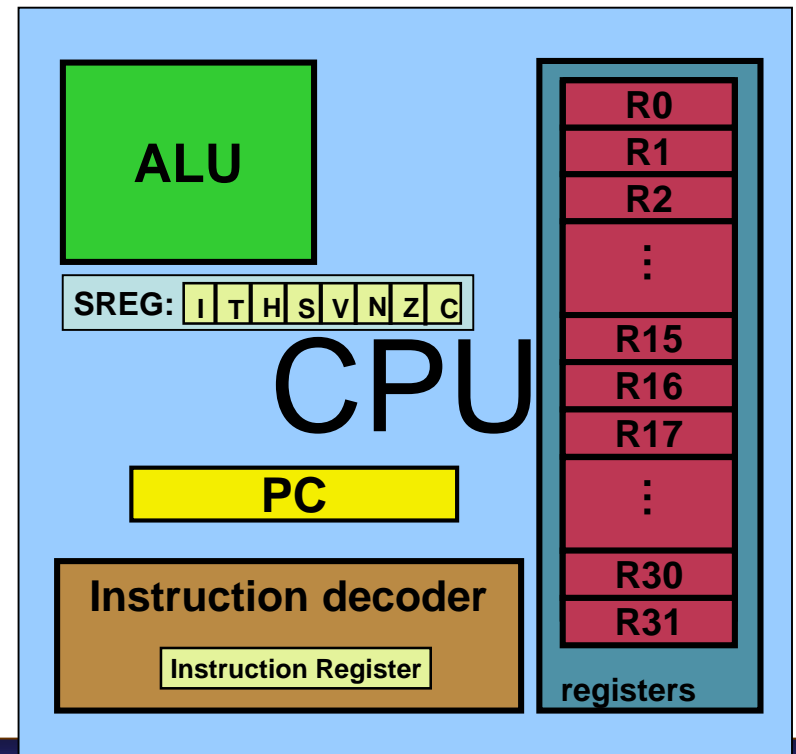 ALU
SREG: I T H S V N Z C
CPU
PC
Instruction decoder
Instruction Register
R0
R1
R2
⋮
R15
R16
R17
⋮
R30
R31
registers